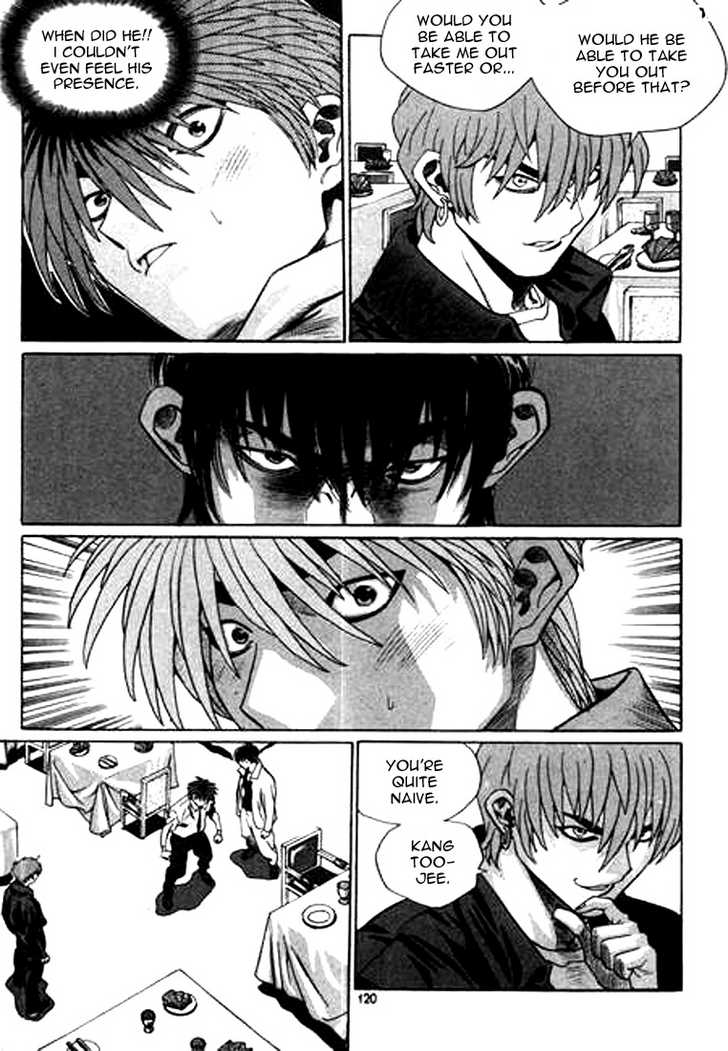 WHEN DID HE!!
I COULDN'T
EVEN FEEL HIS
PRESENCE.
WOULD YOU
BE ABLE TO
TAKE ME OUT
FASTER OR...
WOULD HE BE
ABLE TO TAKE
YOU OUT
BEFORE THAT?
YOU'RE
QUITE
NAIVE.
KANG
TOO-
JEE.
120